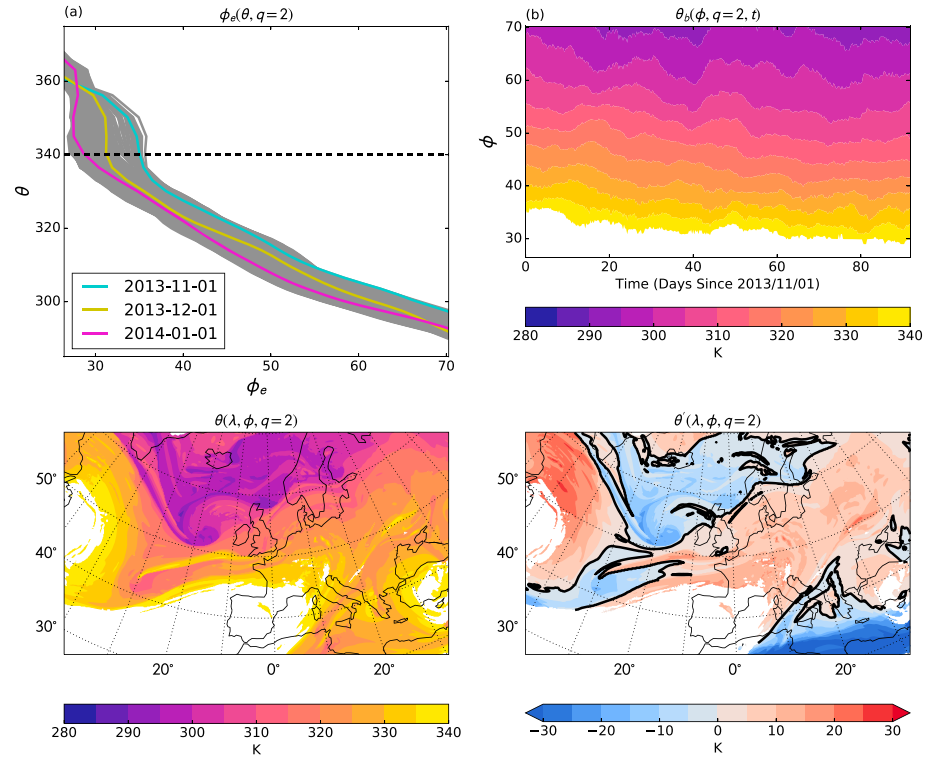 (a)
ϕₑ(θ, q = 2)
360
340
320
300
θ
2013-11-01
2013-12-01
2014-01-01
30 40 50 60 70
ϕₑ
(b)
θ_b(ϕ, q = 2, t)
70
60
50
40
30
ϕ
0 20 40 60 80
Time (Days Since 2013/11/01)
280 290 300 310 320 330 340
K
θ(λ, ϕ, q = 2)
50°
40°
30°
20° 0° 20°
280 290 300 310 320 330 340
K
θ′(λ, ϕ, q = 2)
50°
40°
30°
20° 0° 20°
−30 −20 −10 0 10 20 30
K